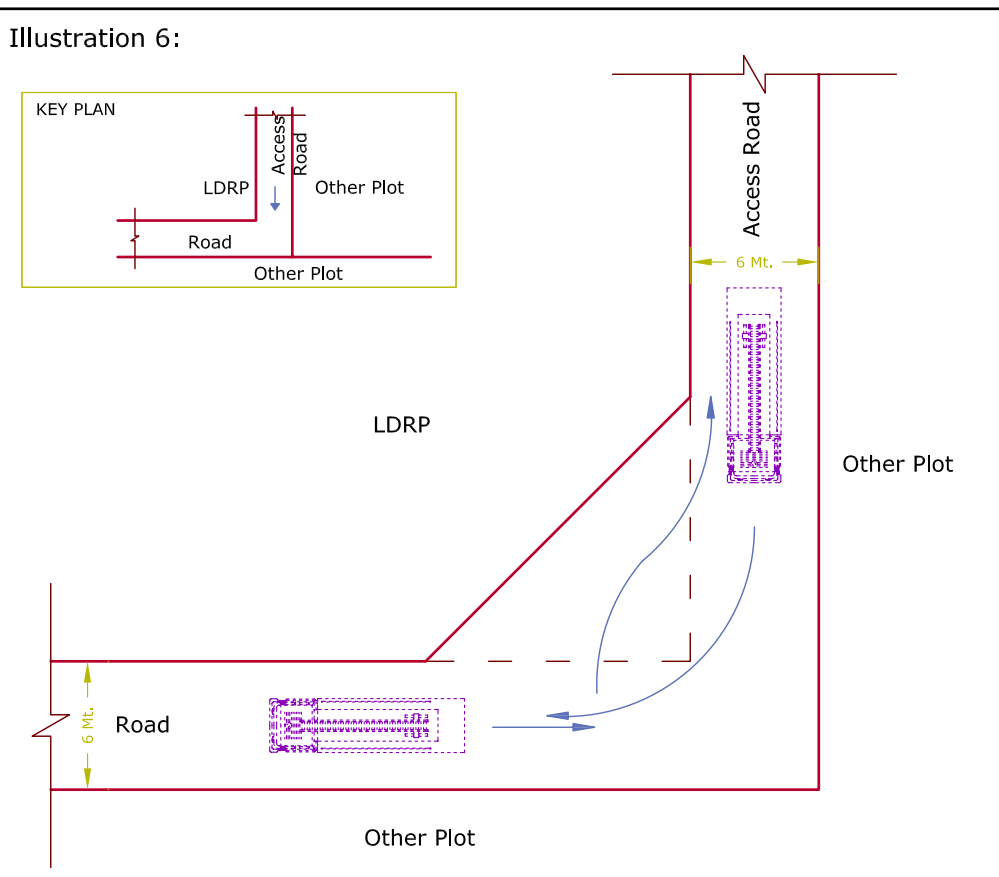 Illustration 6:
KEY PLAN
Access
Road
LDRP
Other Plot
Road
Other Plot
Access Road
6 Mt.
LDRP
Other Plot
6 Mt.
Road
Other Plot